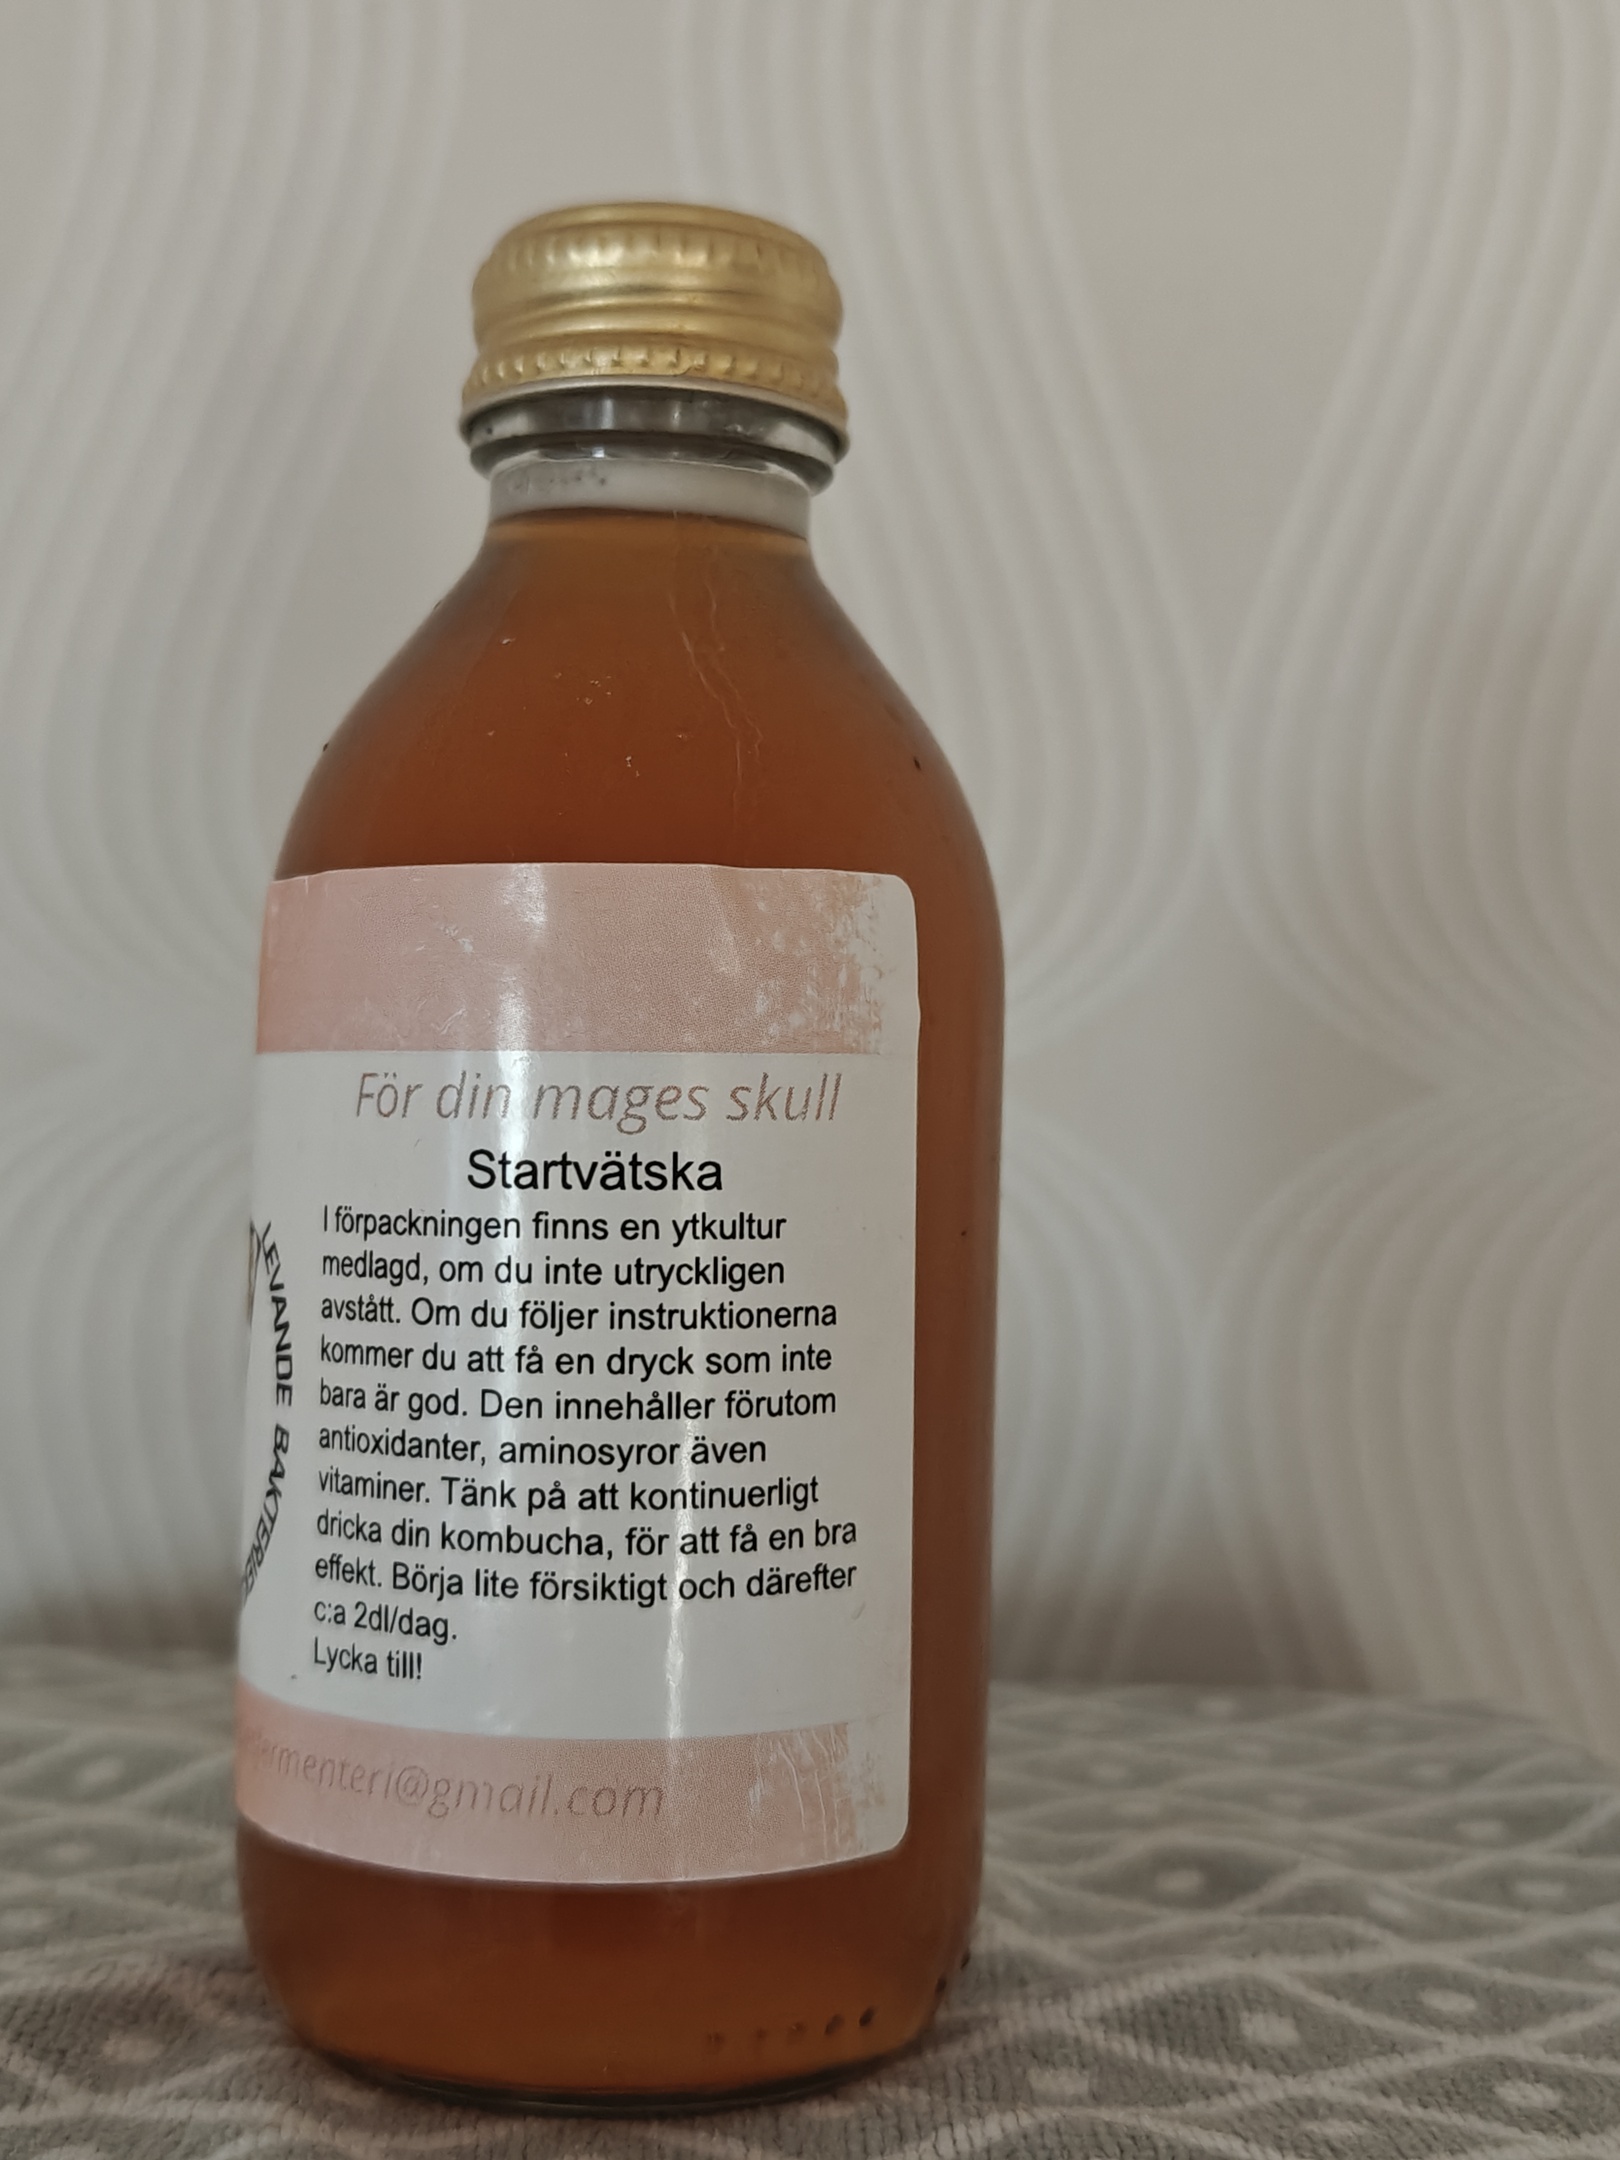 För din mages skull
Startvätska
I förpackningen finns en ytkultur
medlagd, om du inte utryckligen
avstått. Om du följer instruktionerna
kommer du att få en dryck som inte
bara är god. Den innehåller förutom
antioxidanter, aminosyror även
vitaminer. Tänk på att kontinuerligt
dricka din kombucha, för att få en bra
effekt. Börja lite försiktigt och därefter
c:a 2dl/dag.
Lycka till!
LEVANDE